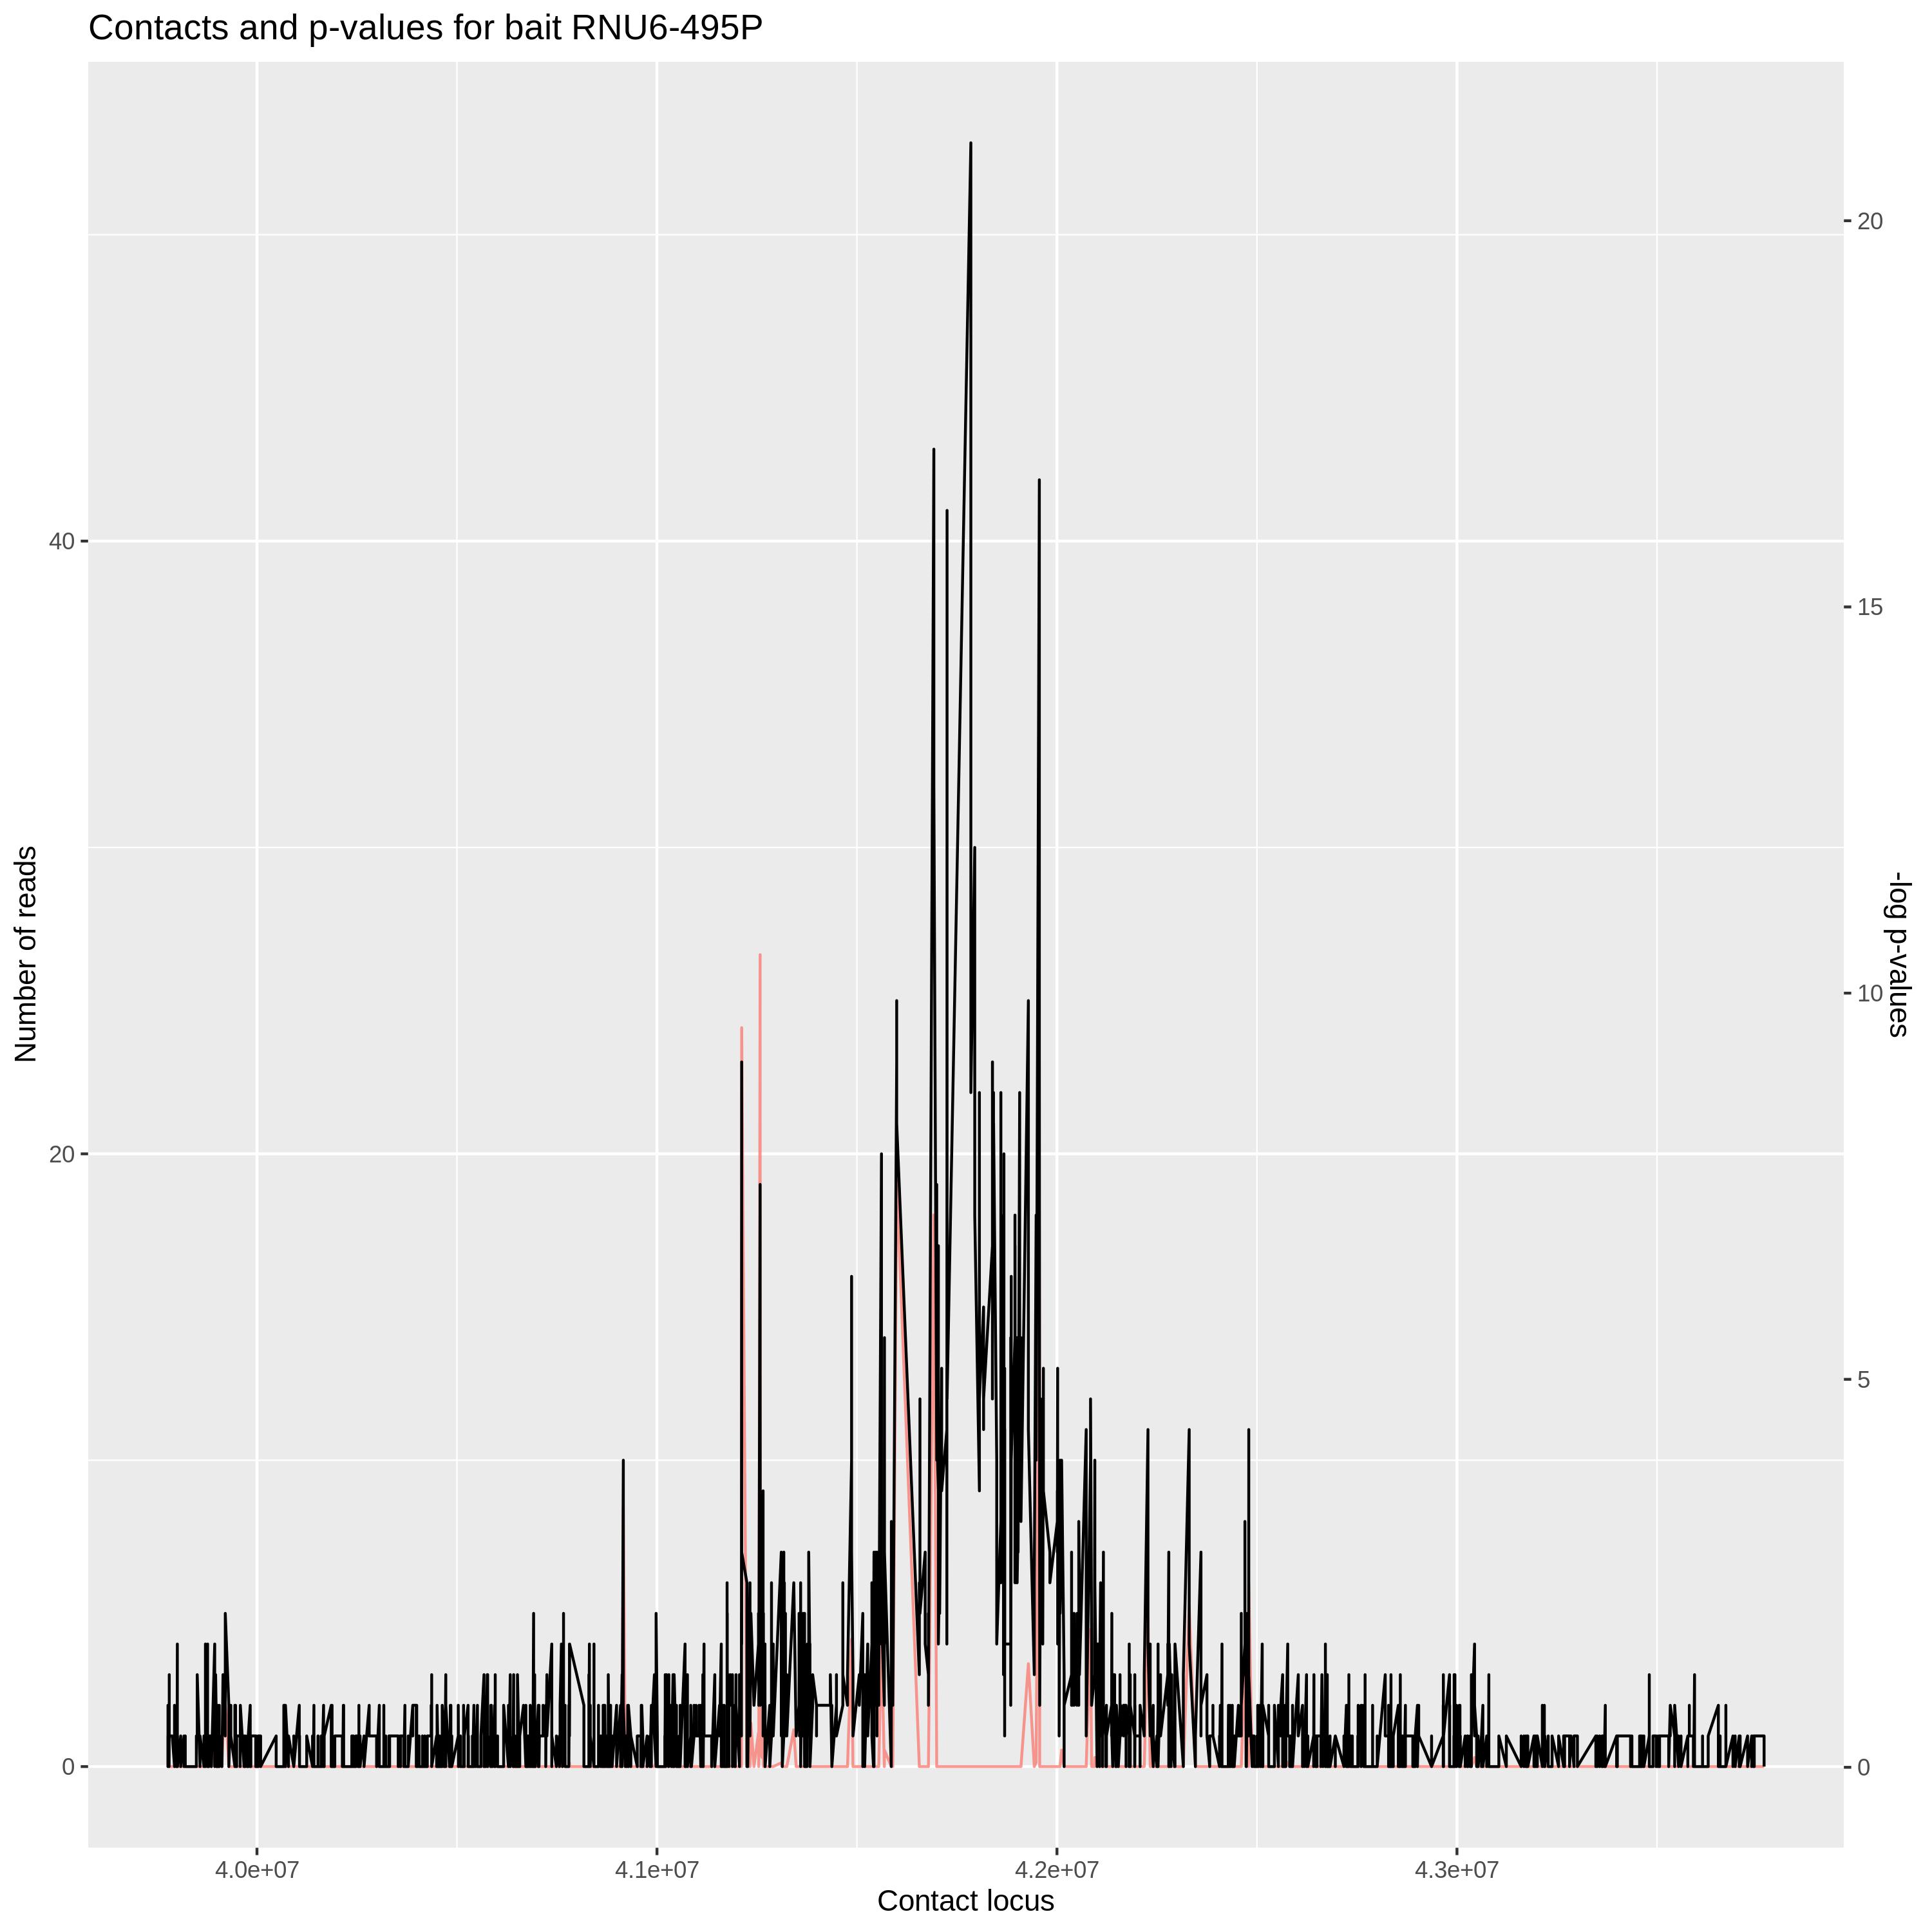 Contacts and p-values for bait RNU6-495P
20
40
15
Number of reads
-log p-values
10
20
5
0
0
4.0e+07
4.1e+07
4.2e+07
4.3e+07
Contact locus